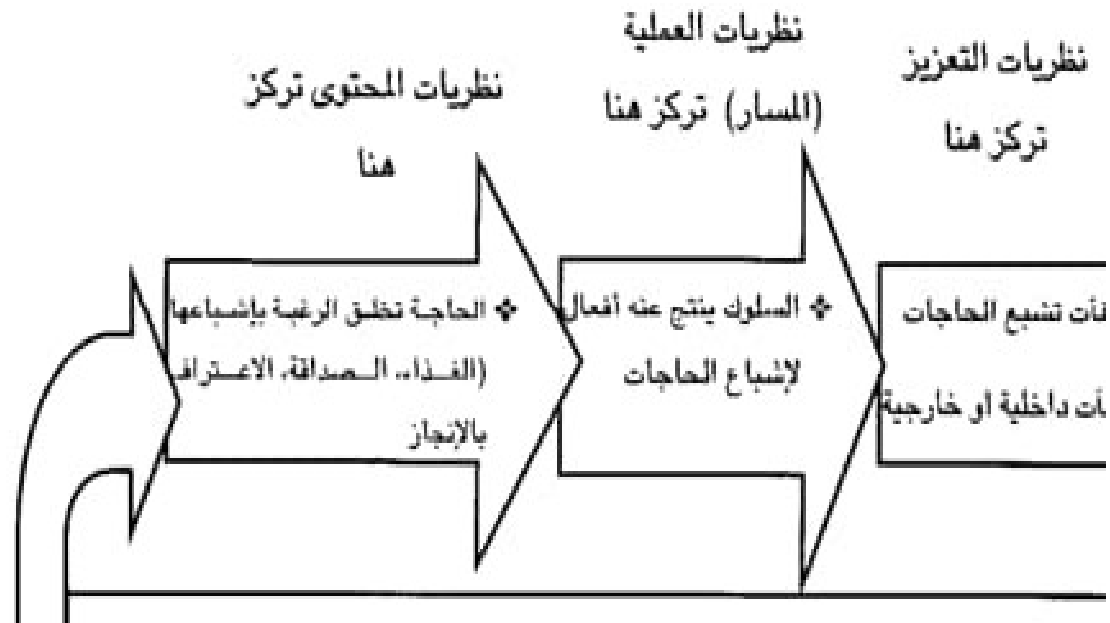 نظريات المحتوى تركز
هنا
نظريات العملية
(المسار) تركز هنا
نظريات التعزيز
تركز هنا
❖ الحاجة تخلق الرغبة بإشباعها
(الغذاء، الصداقة، الاعتراف
بالإنجاز
❖ السلوك ينتج عنه أفعال
لإشباع الحاجات
تشبع الحاجات
داخلية أو خارجية